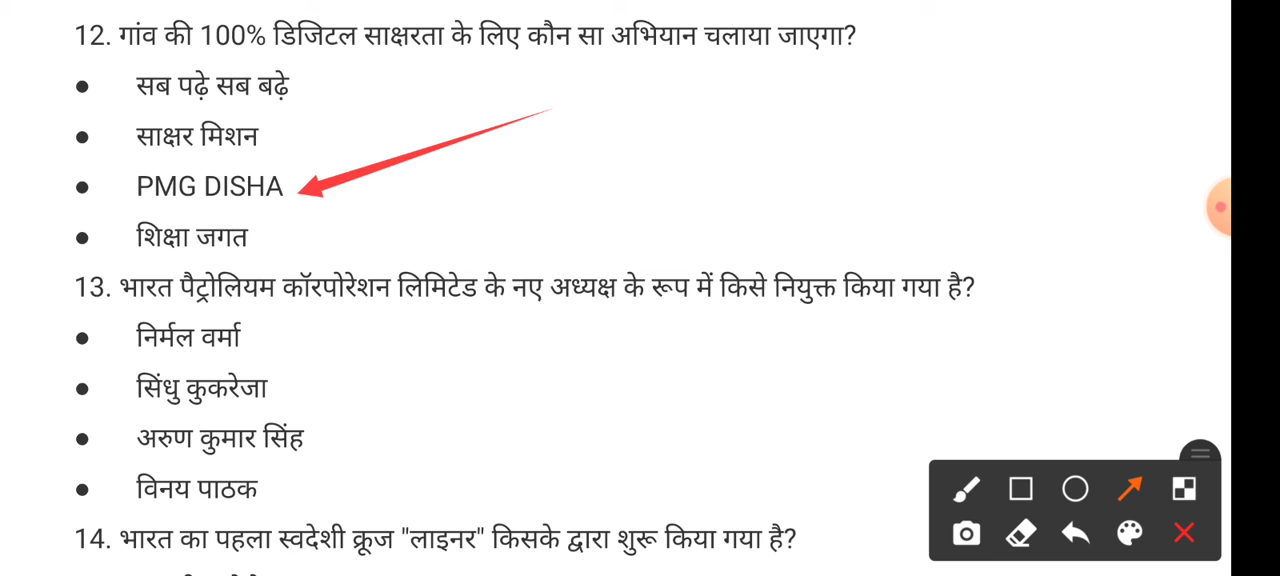 12. गांव की 100% डिजिटल साक्षरता के लिए कौन सा अभियान चलाया जाएगा?
● सब पढ़े सब बढ़े
● साक्षर मिशन
● PMG DISHA
● शिक्षा जगत
13. भारत पैट्रोलियम कॉरपोरेशन लिमिटेड के नए अध्यक्ष के रूप में किसे नियुक्त किया गया है?
● निर्मल वर्मा
● सिंधु कुकरेजा
● अरुण कुमार सिंह
● विनय पाठक
14. भारत का पहला स्वदेशी क्रूज "लाइनर" किसके द्वारा शुरू किया गया है?